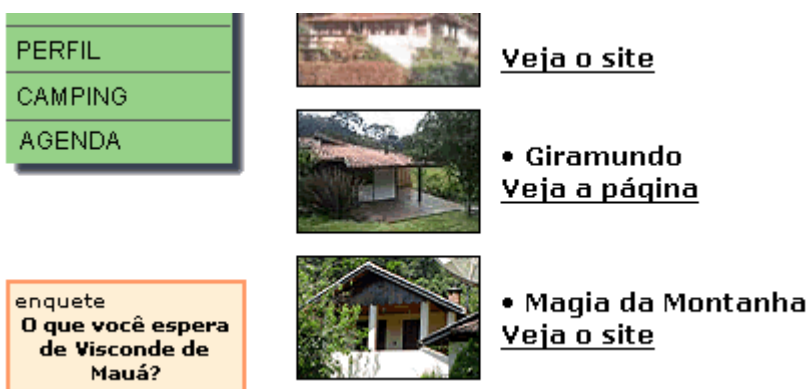 PERFIL
CAMPING
AGENDA
enquete
O que você espera
de Visconde de
Mauá?
Veja o site
• Giramundo
Veja a página
• Magia da Montanha
Veja o site